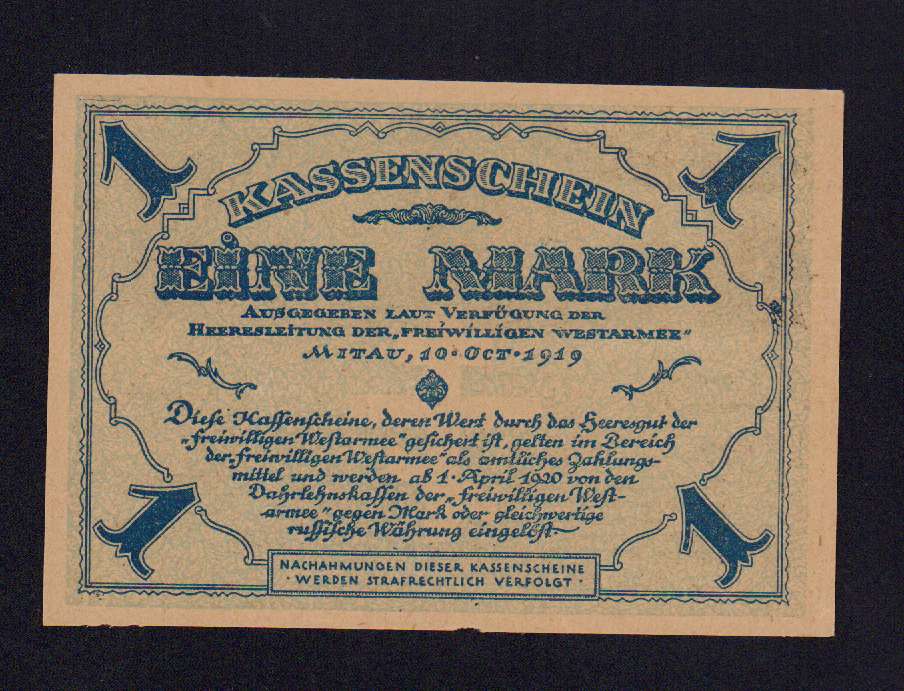 1 1
KASSENSCHEIN
EINE MARK
AUSGEGEBEN LAUT VERFÜGUNG DER
HEERESLEITUNG DER „FREIWILLIGEN WESTARMEE"
MITAU, 10·OCT·1919
Dieſe Kaſſenſcheine, deren Wert durch das Heeresgut der
„freiwilligen Weſtarmee" geſichert iſt, gelten im Bereich
der „freiwilligen Weſtarmee" als amtliches Zahlungs-
mittel und werden ab 1·April 1920 von den
Dahrlehnskaſſen der „freiwilligen Weſt-
armee" gegen Mark oder gleichwertige
ruſſiſche Währung eingelöſt·
1 1
NACHAHMUNGEN DIESER KASSENSCHEINE
·WERDEN STRAFRECHTLICH VERFOLGT·